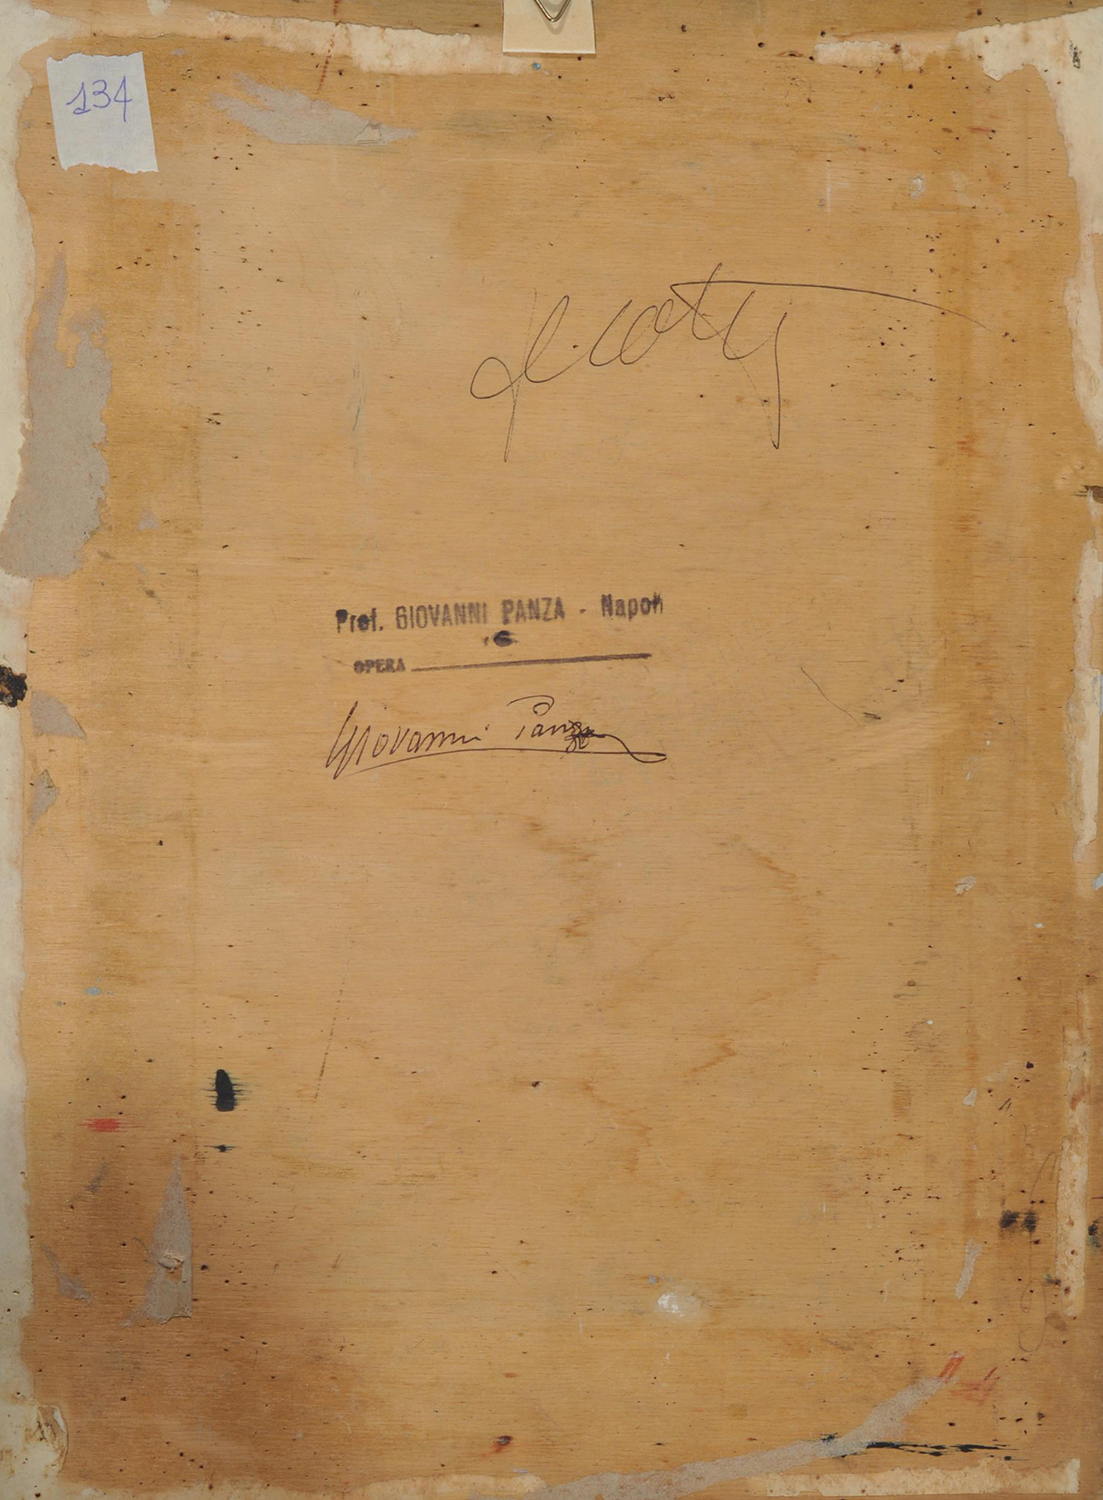 134
Prof. GIOVANNI PANZA - Napoli
OPERA
Giovanni Panza